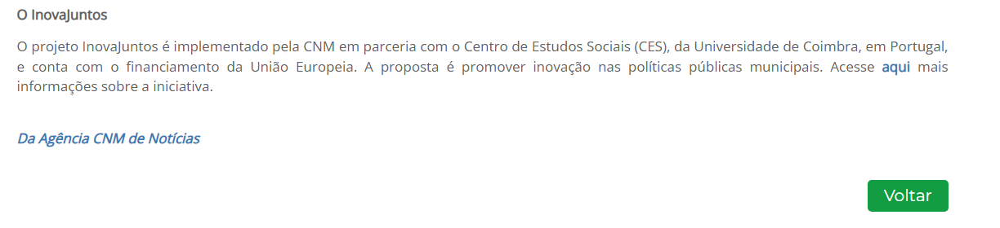 O InovaJuntos
O projeto InovaJuntos é implementado pela CNM em parceria com o Centro de Estudos Sociais (CES), da Universidade de Coimbra, em Portugal,
e conta com o financiamento da União Europeia. A proposta é promover inovação nas políticas públicas municipais. Acesse aqui mais
informações sobre a iniciativa.
Da Agência CNM de Notícias
Voltar